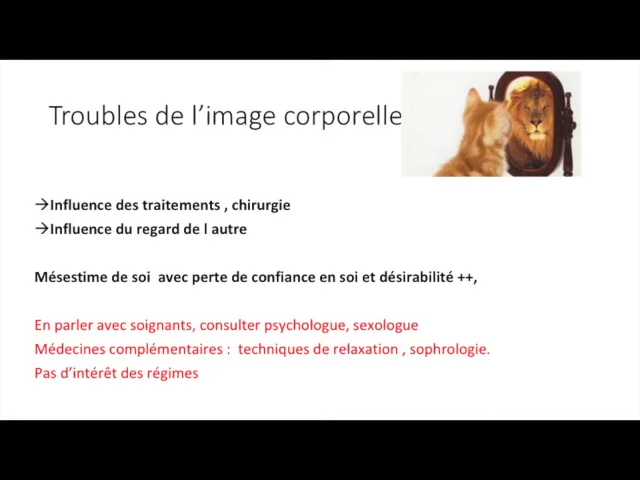 Troubles de l’image corporelle
→Influence des traitements , chirurgie
→Influence du regard de l autre
Mésestime de soi  avec perte de confiance en soi et désirabilité ++,
En parler avec soignants, consulter psychologue, sexologue
Médecines complémentaires :  techniques de relaxation , sophrologie.
Pas d’intérêt des régimes